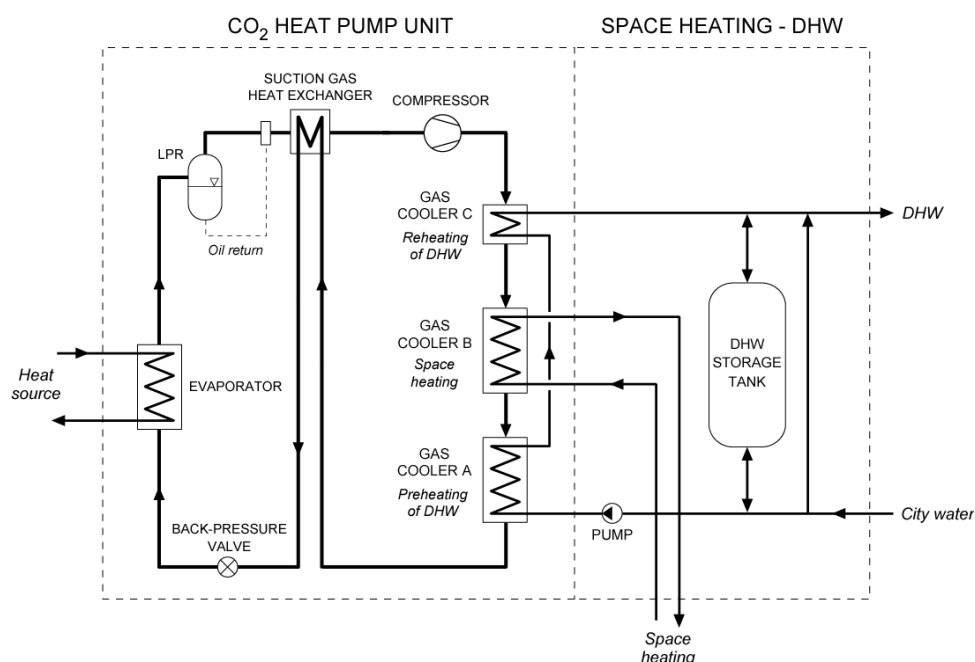 CO2 HEAT PUMP UNIT
SPACE HEATING - DHW
SUCTION GAS
HEAT EXCHANGER
COMPRESSOR
LPR
Oil return
GAS
COOLER C
Reheating
of DHW
DHW
GAS
COOLER B
Space
heating
DHW
STORAGE
TANK
Heat
source
EVAPORATOR
GAS
COOLER A
Preheating
of DHW
BACK-PRESSURE
VALVE
PUMP
City water
Space
heating